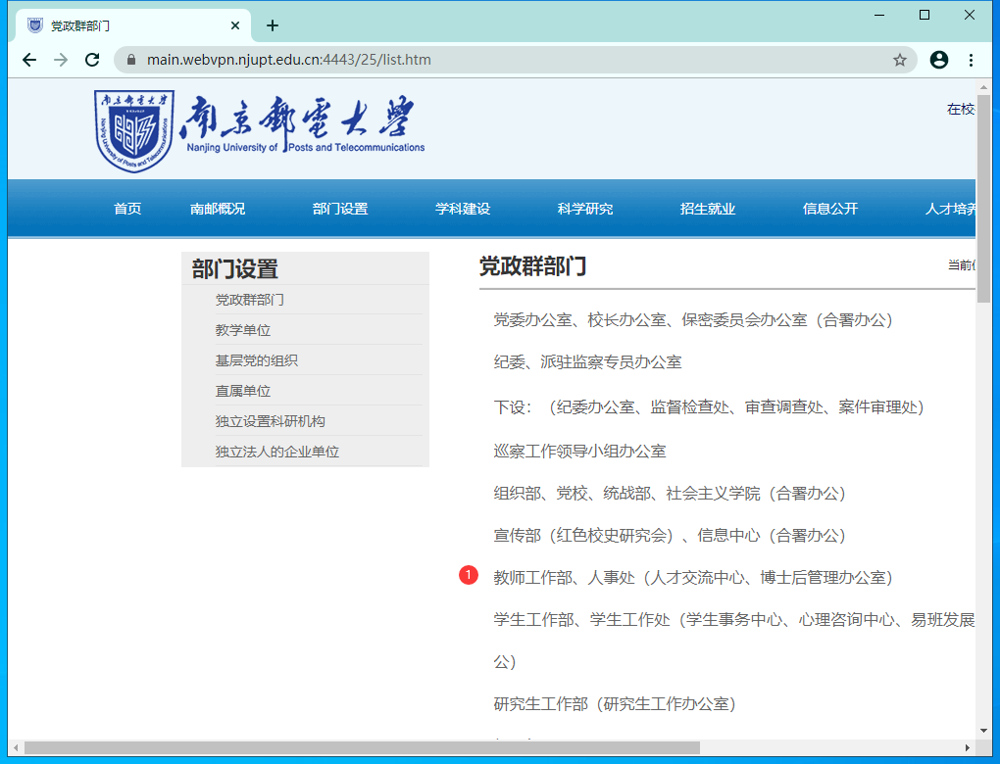 党政群部门
main.webvpn.njupt.edu.cn:4443/25/list.htm
南京邮电大学
南京郵電大學
Nanjing University of Posts and Telecommunications
Nanjing University of Posts and Telecommunications
在校
首页 南邮概况 部门设置 学科建设 科学研究 招生就业 信息公开 人才培养
部门设置
党政群部门
教学单位
基层党的组织
直属单位
独立设置科研机构
独立法人的企业单位
党政群部门
当前位
党委办公室、校长办公室、保密委员会办公室（合署办公）
纪委、派驻监察专员办公室
下设：（纪委办公室、监督检查处、审查调查处、案件审理处）
巡察工作领导小组办公室
组织部、党校、统战部、社会主义学院（合署办公）
宣传部（红色校史研究会）、信息中心（合署办公）
1 教师工作部、人事处（人才交流中心、博士后管理办公室）
学生工作部、学生工作处（学生事务中心、心理咨询中心、易班发展
公）
研究生工作部（研究生工作办公室）